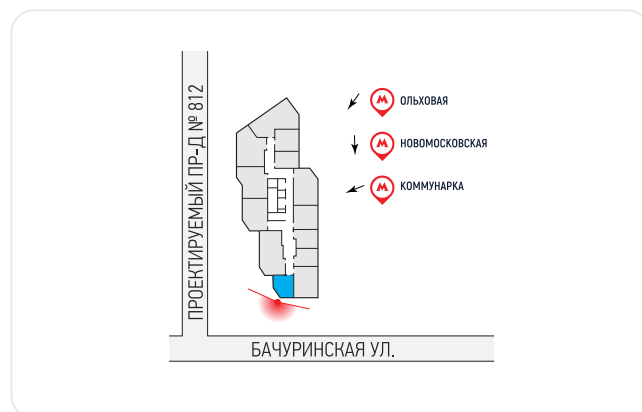 ПРОЕКТИРУЕМЫЙ ПР-Д № 812
М ОЛЬХОВАЯ
М НОВОМОСКОВСКАЯ
М КОММУНАРКА
БАЧУРИНСКАЯ УЛ.